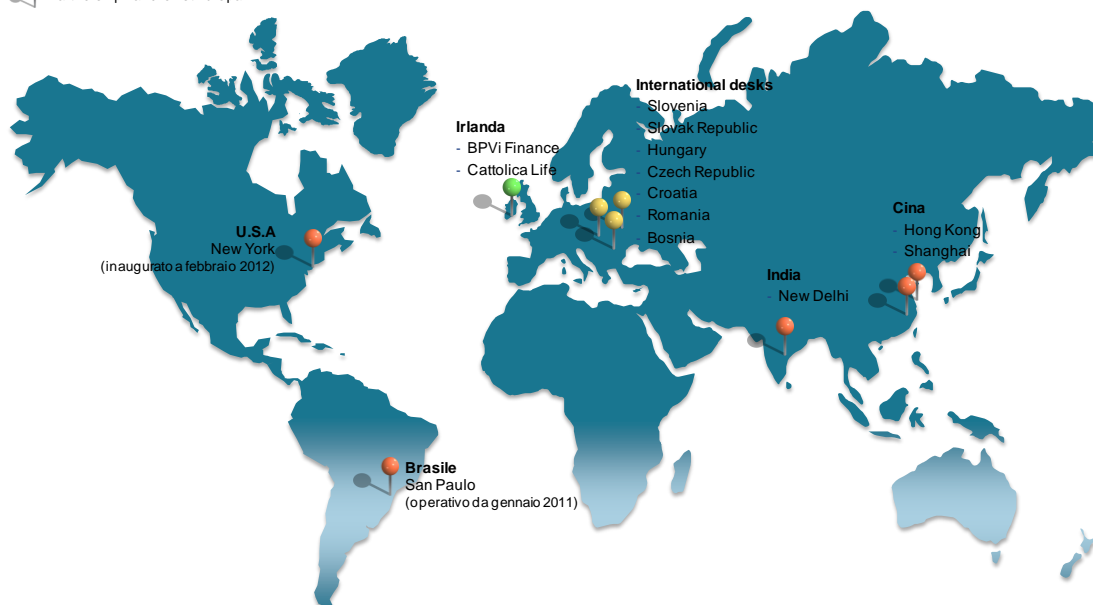 International desks
- Slovenia
- Slovak Republic
- Hungary
- Czech Republic
- Croatia
- Romania
- Bosnia
Irlanda
- BPVi Finance
- Cattolica Life
U.S.A
New York
(inaugurato a febbraio 2012)
Cina
- Hong Kong
- Shanghai
India
- New Delhi
Brasile
San Paulo
(operativo da gennaio 2011)